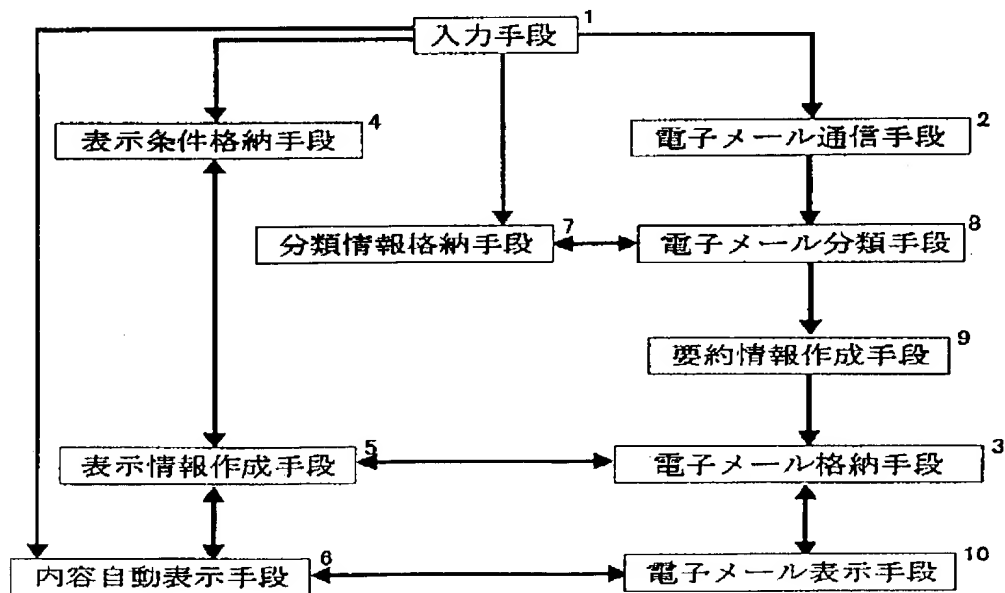 入力手段 1
表示条件格納手段 4
電子メール通信手段 2
分類情報格納手段 7
電子メール分類手段 8
要約情報作成手段 9
表示情報作成手段 5
電子メール格納手段 3
内容自動表示手段 6
電子メール表示手段 10